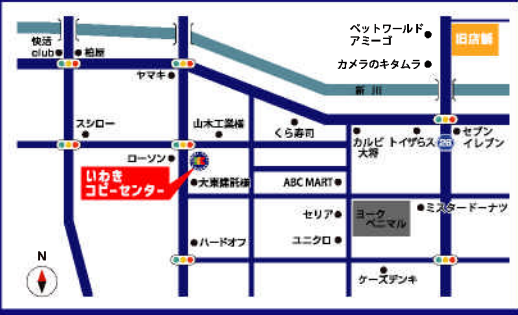 ペットワールド
アミーゴ
旧店舗
快活
club
柏屋
カメラのキタムラ
ヤマキ
新 川
スシロー
山木工業様
くら寿司
カルビ
大将
トイザらス
セブン
イレブン
26
ローソン
いわき
コピーセンター
大東建託様
ABC MART
セリア
ヨーク
ベニマル
ミスタードーナツ
ハードオフ
ユニクロ
ケーズデンキ
N